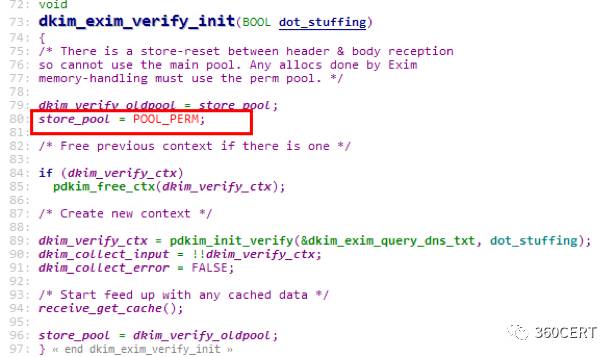 72: void
73: dkim_exim_verify_init(BOOL dot_stuffing)
74: {
75: /* There is a store-reset between header & body reception
76: so cannot use the main pool. Any allocs done by Exim
77: memory-handling must use the perm pool. */
78:
79: dkim_verify_oldpool = store_pool;
80: store_pool = POOL_PERM;
81:
82: /* Free previous context if there is one */
83:
84: if (dkim_verify_ctx)
85: pdkim_free_ctx(dkim_verify_ctx);
86:
87: /* Create new context */
88:
89: dkim_verify_ctx = pdkim_init_verify(&dkim_exim_query_dns_txt, dot_stuffing);
90: dkim_collect_input = !!dkim_verify_ctx;
91: dkim_collect_error = FALSE;
92:
93: /* Start feed up with any cached data */
94: receive_get_cache();
95:
96: store_pool = dkim_verify_oldpool;
97: } « end dkim_exim_verify_init »
360CERT